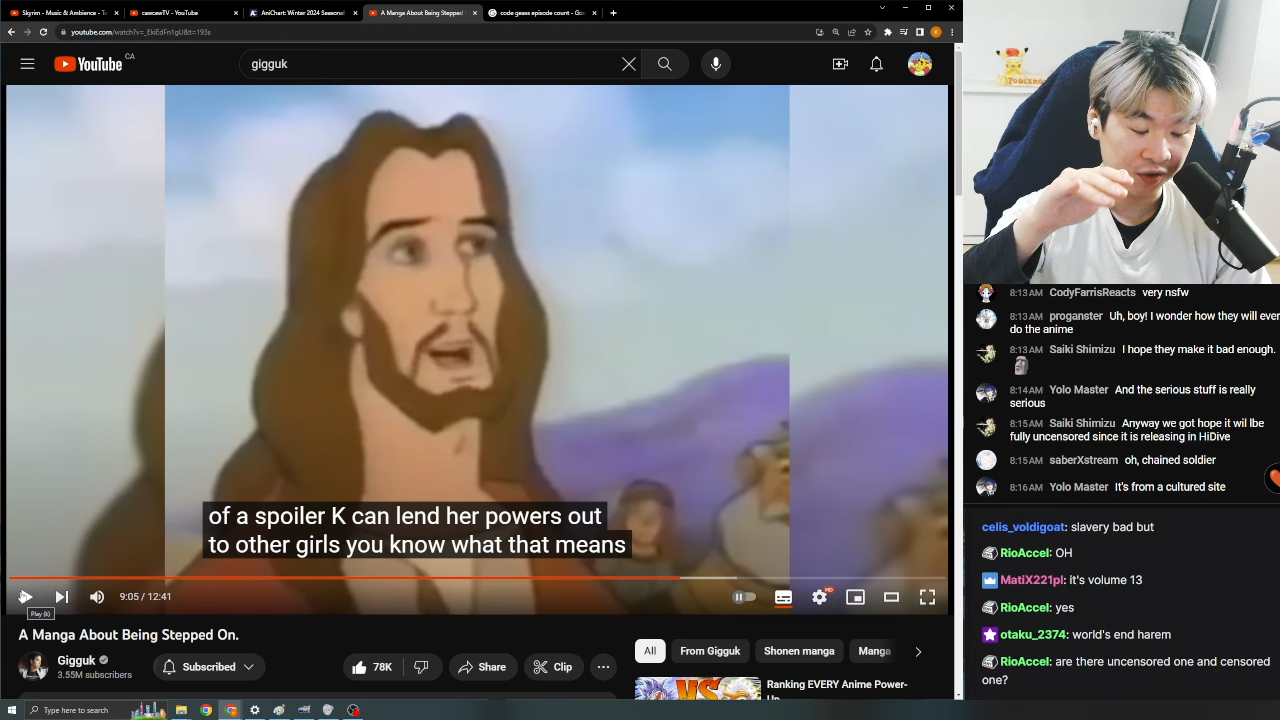 Skyrim - Music & Ambience - To
cawcawTV - YouTube
AniChart: Winter 2024 Seasonal
A Manga About Being Stepped
code geass episode count - Goo
youtube.com/watch?v=_EkiEdFn1gU&t=193s
YouTube CA
gigguk
of a spoiler K can lend her powers out
to other girls you know what that means
9:05 / 12:41
HD
Play (k)
A Manga About Being Stepped On.
Gigguk
3.55M subscribers
Subscribed
78K
Share
Clip
All
From Gigguk
Shonen manga
Manga
Ranking EVERY Anime Power-
VS
Type here to search
8:13 AM CodyFarrisReacts very nsfw
8:13 AM proganster Uh, boy! I wonder how they will ever
do the anime
8:13 AM Saiki Shimizu I hope they make it bad enough.
8:14 AM Yolo Master And the serious stuff is really
serious
8:15 AM Saiki Shimizu Anyway we got hope it wil lbe
fully uncensored since it is releasing in HiDive
8:15 AM saberXstream oh, chained soldier
8:16 AM Yolo Master It's from a cultured site
celis_voldigoat: slavery bad but
RioAccel: OH
MatiX221pl: it's volume 13
RioAccel: yes
otaku_2374: world's end harem
RioAccel: are there uncensored one and censored
one?